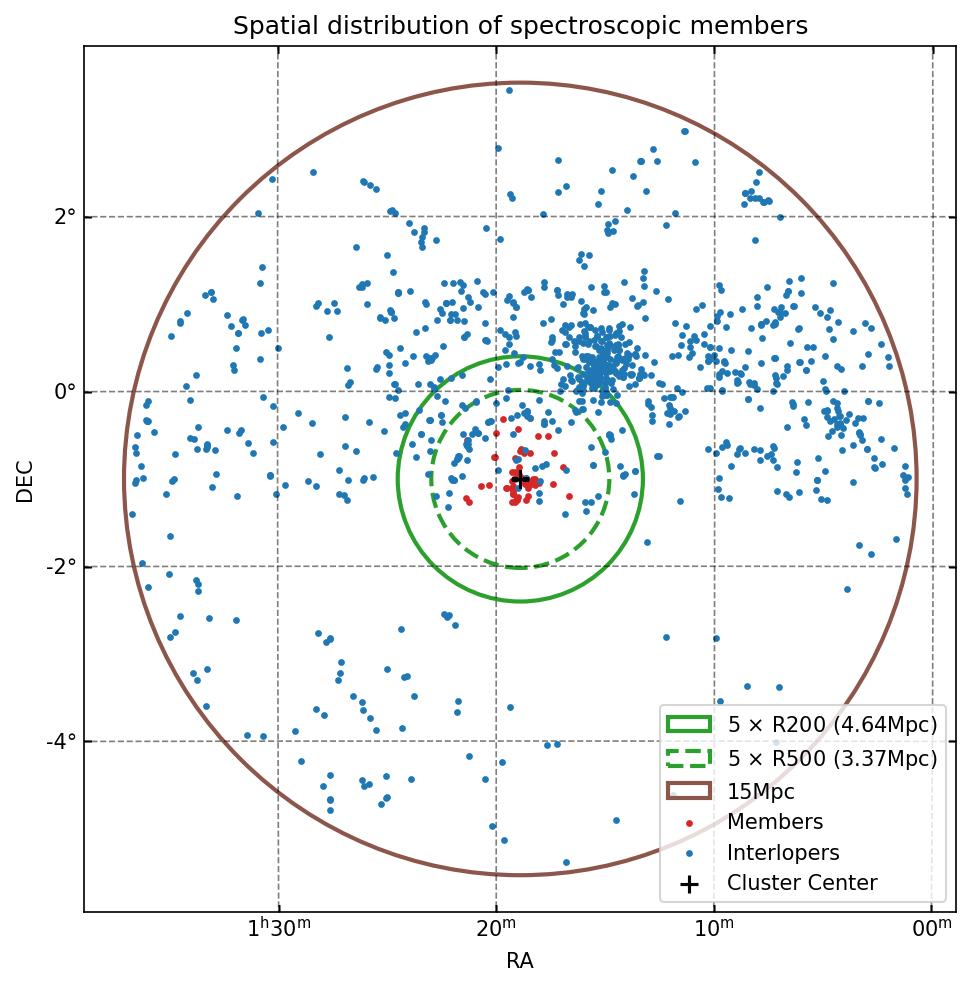 Spatial distribution of spectroscopic members
DEC
2°
0°
-2°
-4°
5 × R200 (4.64Mpc)
5 × R500 (3.37Mpc)
15Mpc
Members
Interlopers
Cluster Center
1ʰ30ᵐ 20ᵐ 10ᵐ 00ᵐ
RA